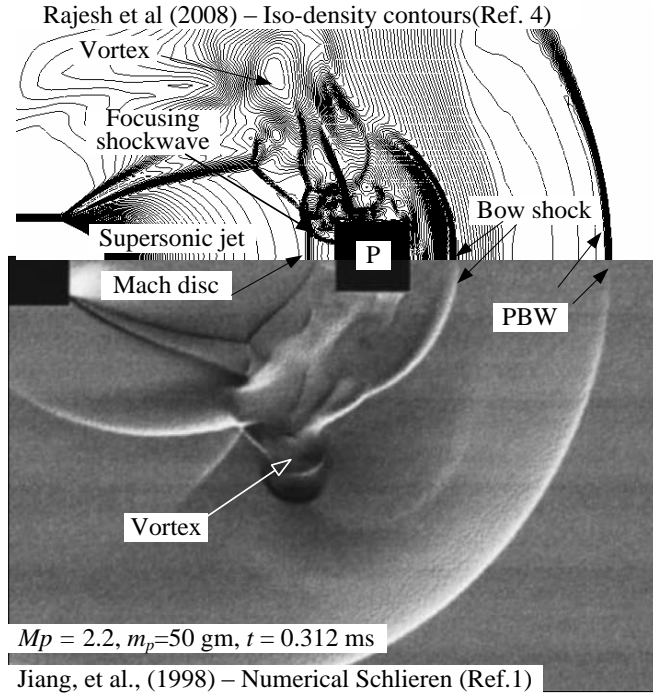 Rajesh et al (2008) – Iso-density contours(Ref. 4)
Vortex
Focusing
shockwave
Bow shock
Supersonic jet
P
Mach disc
PBW
Vortex
Mp = 2.2, mp=50 gm, t = 0.312 ms
Jiang, et al., (1998) – Numerical Schlieren (Ref.1)